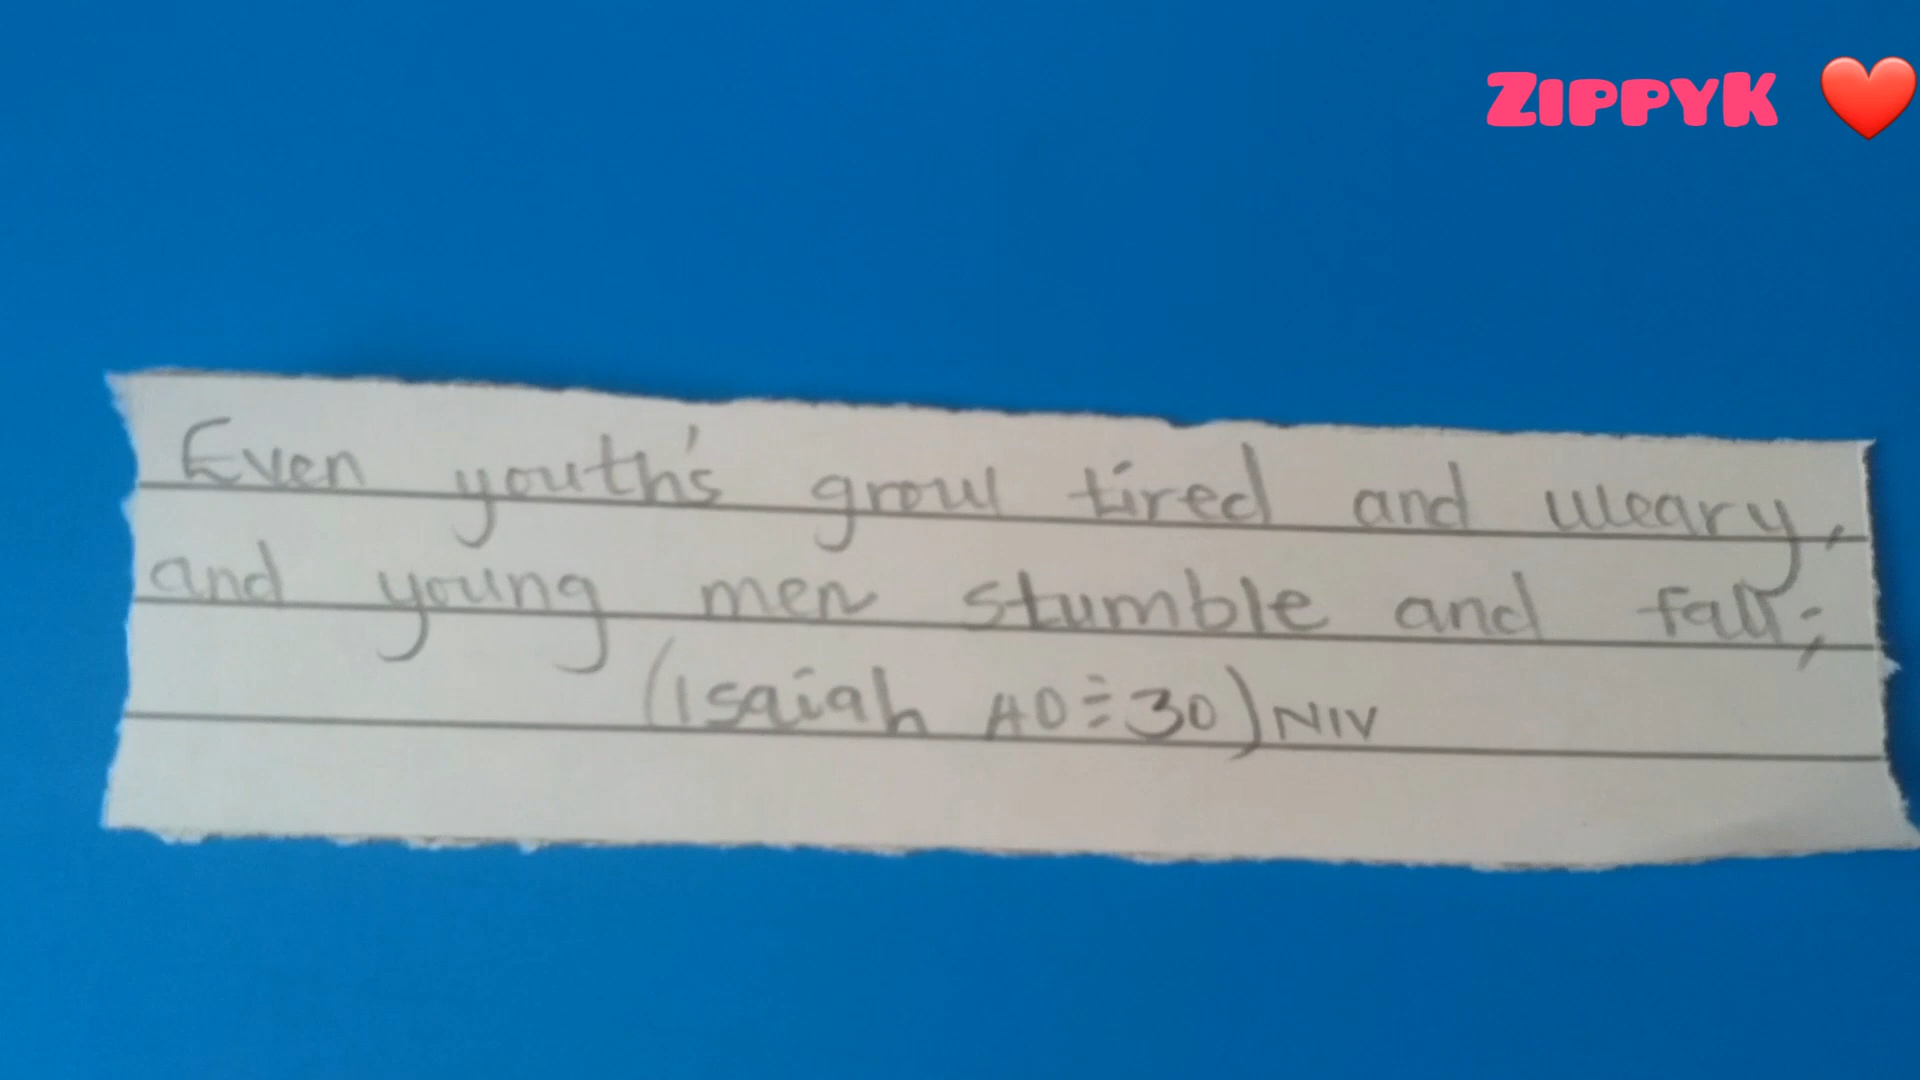 ZIPPYK ❤️
Even youth's grow tired and weary,
and young men stumble and fall;
(Isaiah 40:30) NIV